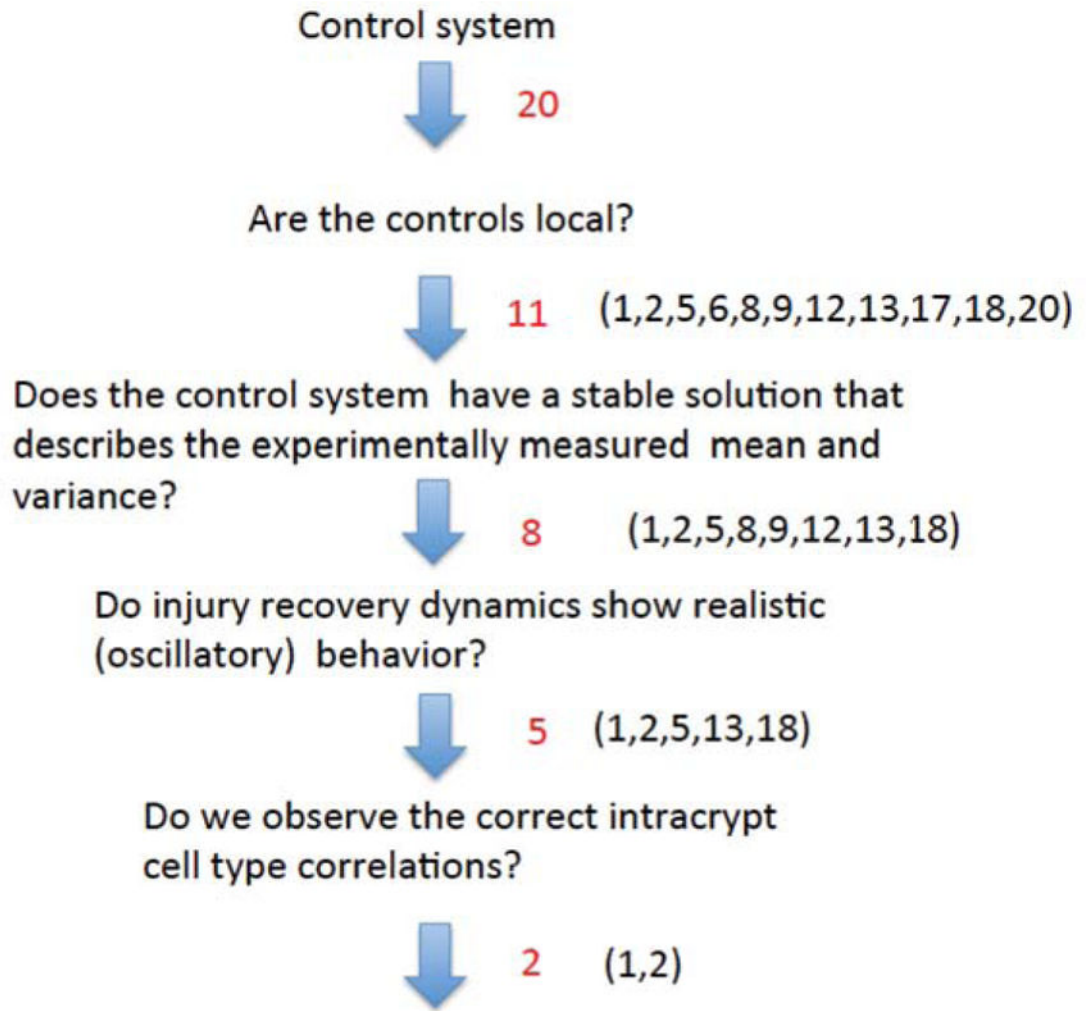 Control system
20
Are the controls local?
11 (1,2,5,6,8,9,12,13,17,18,20)
Does the control system have a stable solution that
describes the experimentally measured mean and
variance?
8 (1,2,5,8,9,12,13,18)
Do injury recovery dynamics show realistic
(oscillatory) behavior?
5 (1,2,5,13,18)
Do we observe the correct intracrypt
cell type correlations?
2 (1,2)